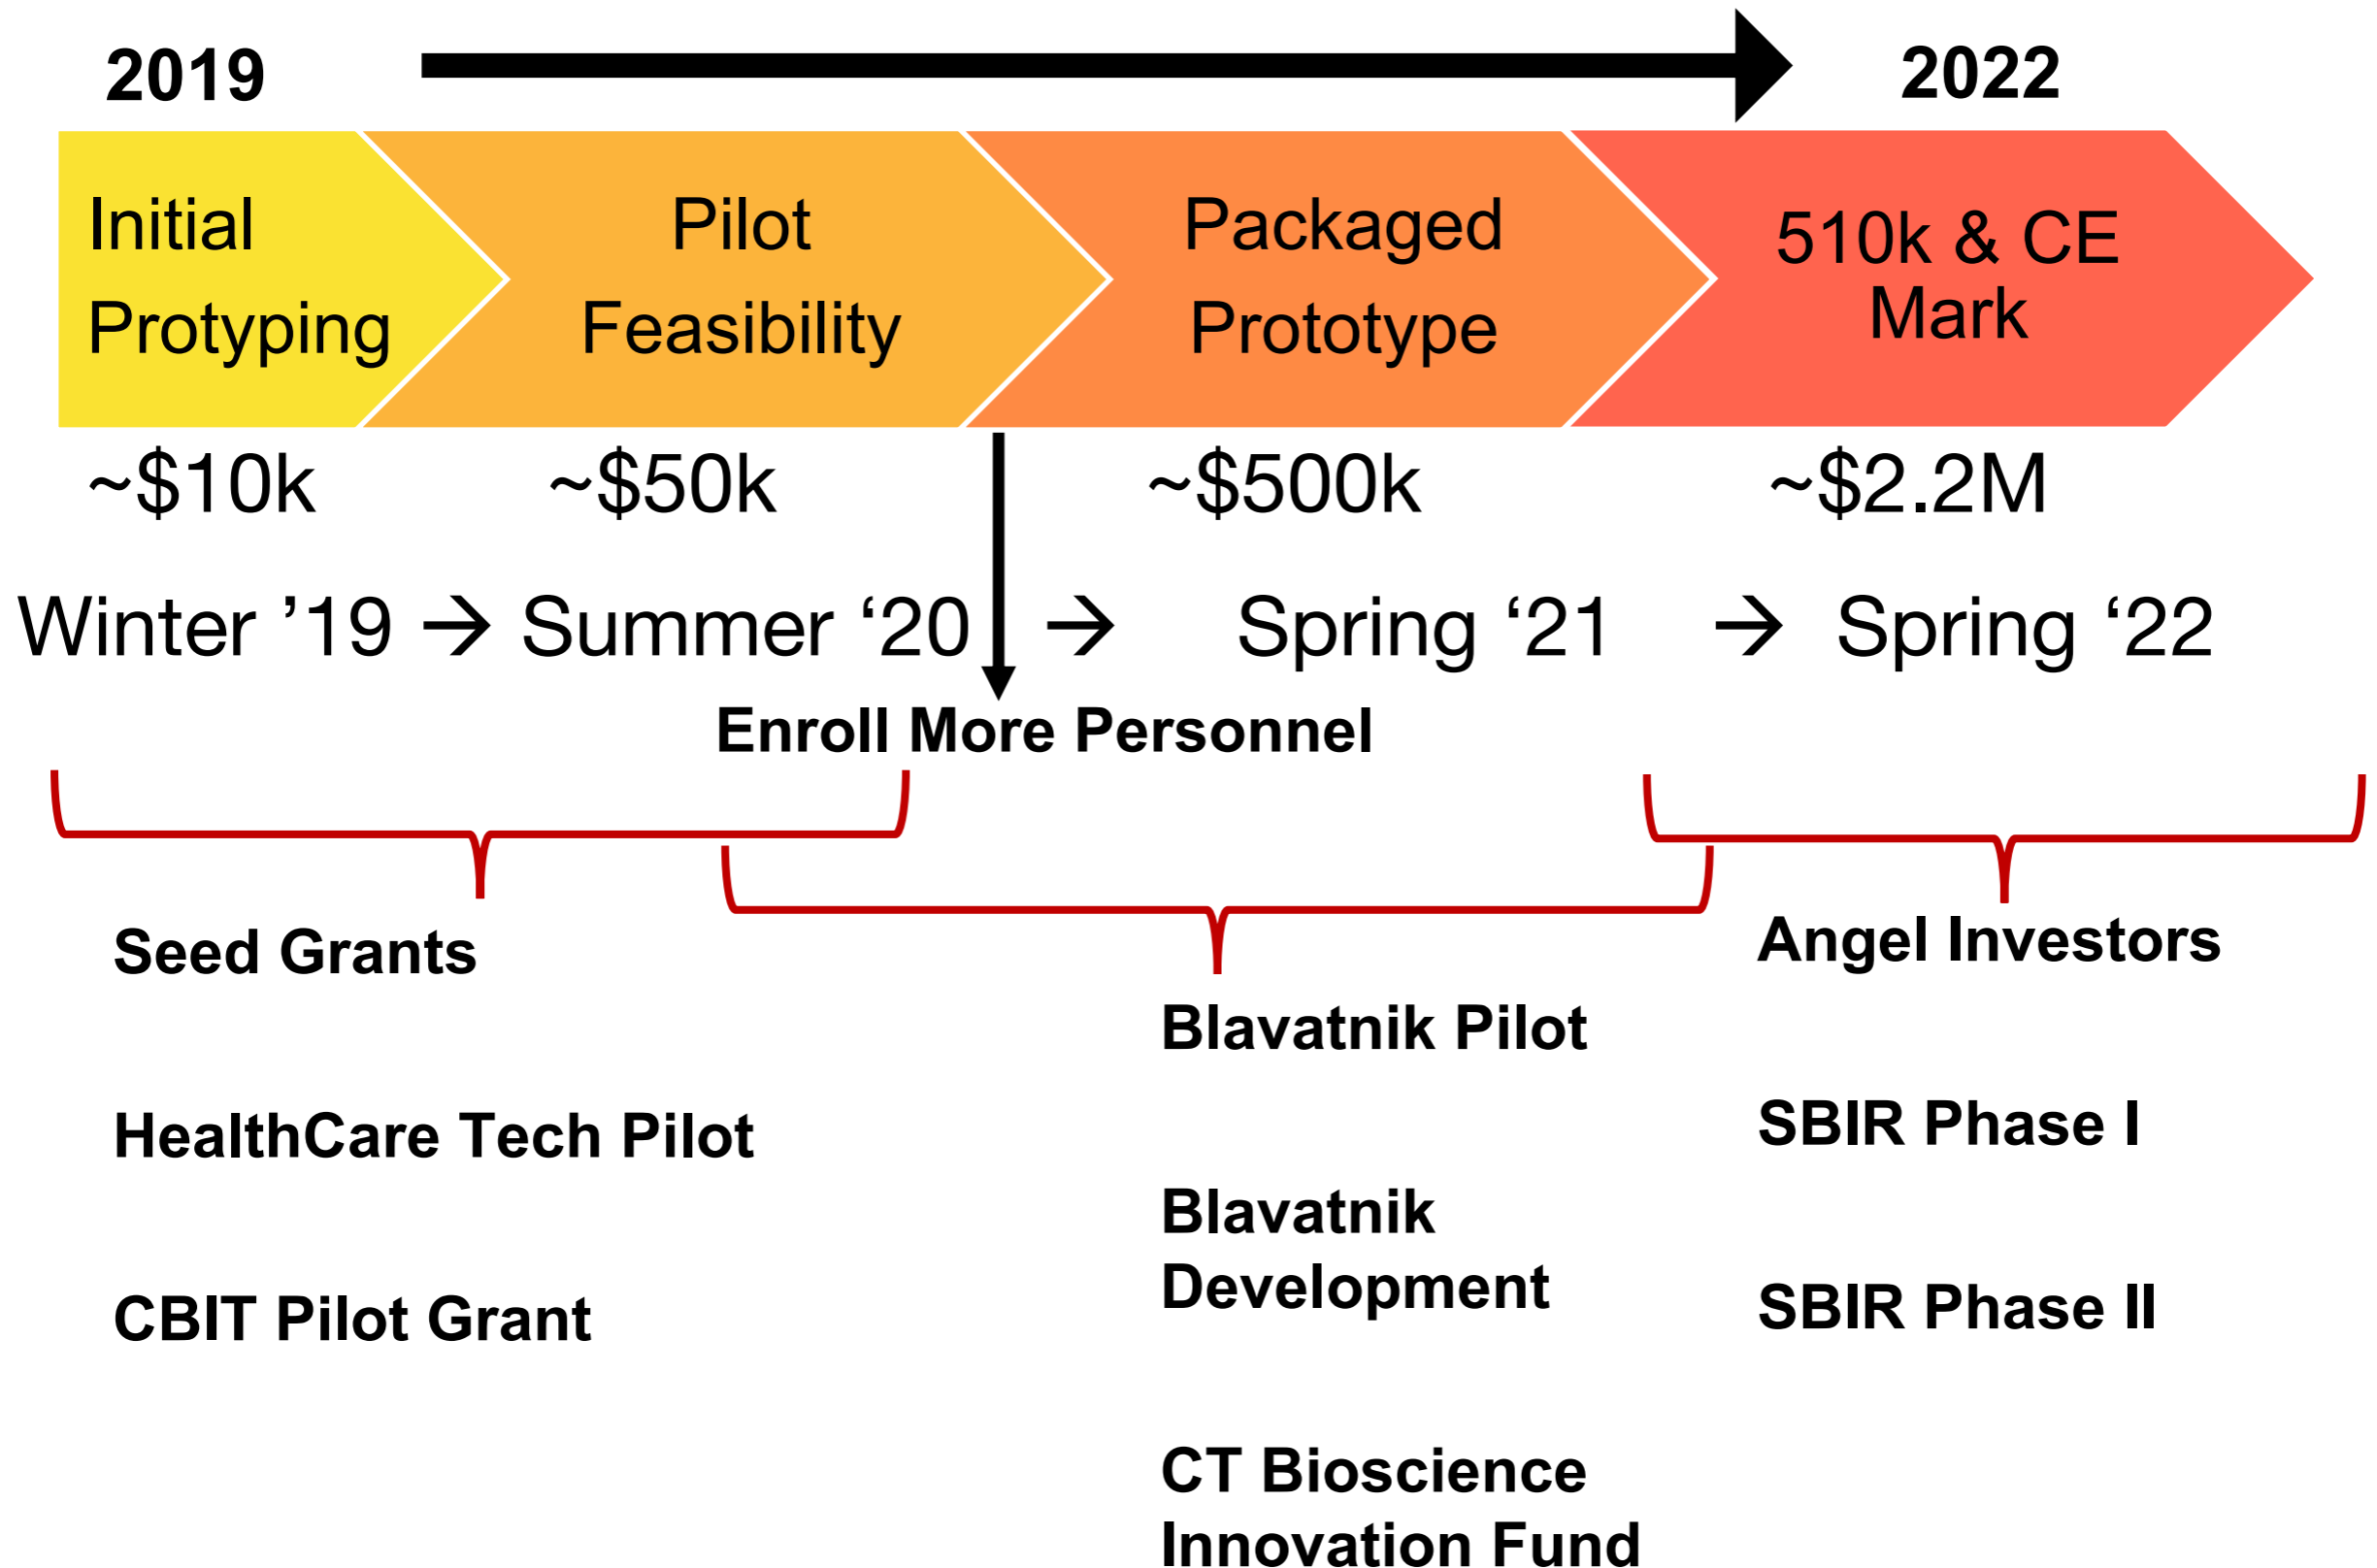 2019 2022
Initial
Protyping
Pilot
Feasibility
Packaged
Prototype
510k & CE
Mark
~$10k ~$50k ~$500k ~$2.2M
Winter ’19 → Summer ‘20 → Spring ‘21 → Spring ‘22
Enroll More Personnel
Seed Grants
HealthCare Tech Pilot
CBIT Pilot Grant
Blavatnik Pilot
Blavatnik
Development
CT Bioscience
Innovation Fund
Angel Investors
SBIR Phase I
SBIR Phase II